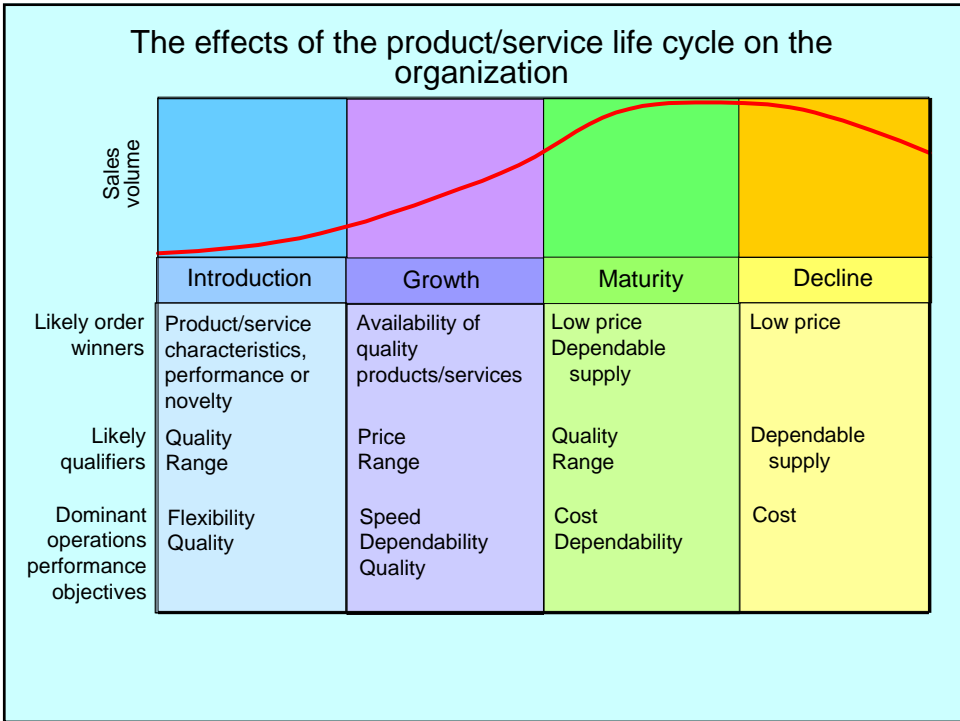 The effects of the product/service life cycle on the
organization
Sales
volume
Introduction
Growth
Maturity
Decline
Likely order
winners
Product/service
characteristics,
performance or
novelty
Availability of
quality
products/services
Low price
Dependable
supply
Low price
Likely
qualifiers
Quality
Range
Price
Range
Quality
Range
Dependable
supply
Dominant
operations
performance
objectives
Flexibility
Quality
Speed
Dependability
Quality
Cost
Dependability
Cost